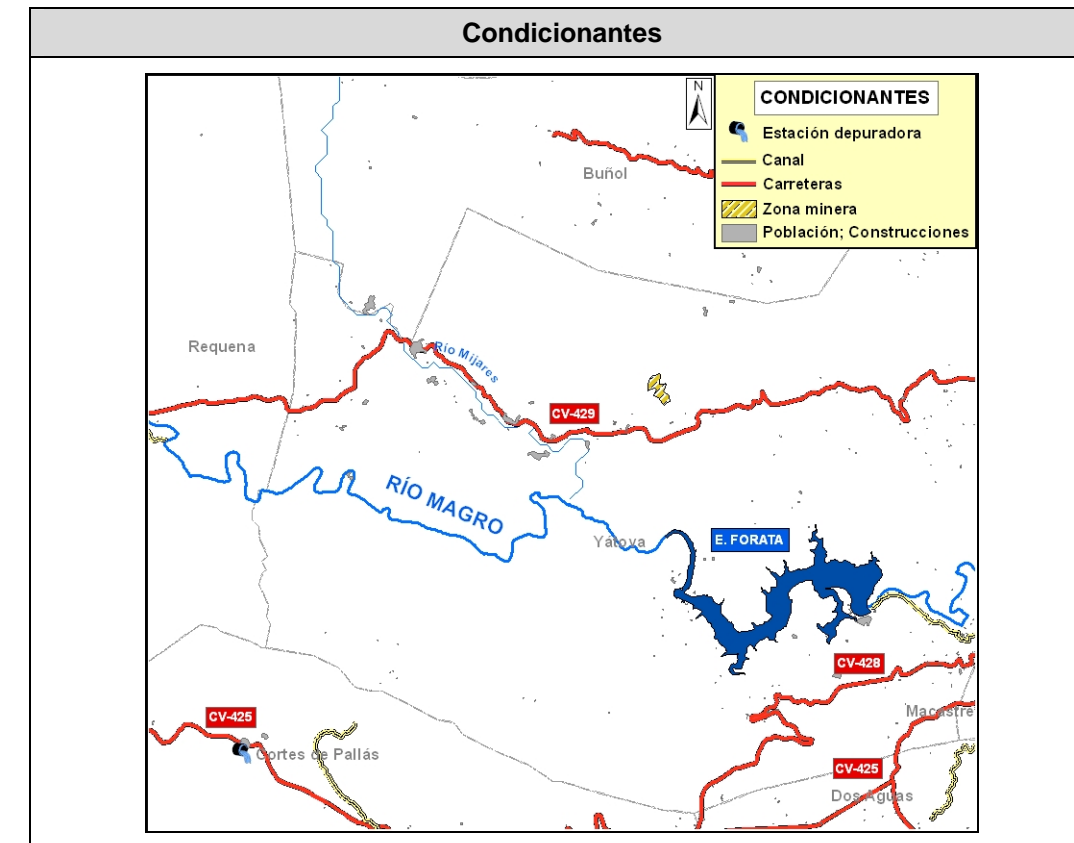 Condicionantes
N
CONDICIONANTES
Estación depuradora
Canal
Carreteras
Zona minera
Población; Construcciones
Buñol
Requena
Río Mijares
CV-429
RÍO MAGRO
Yátova
E. FORATA
CV-428
CV-425
Macastre
Cortes de Pallás
CV-425
Dos Aguas